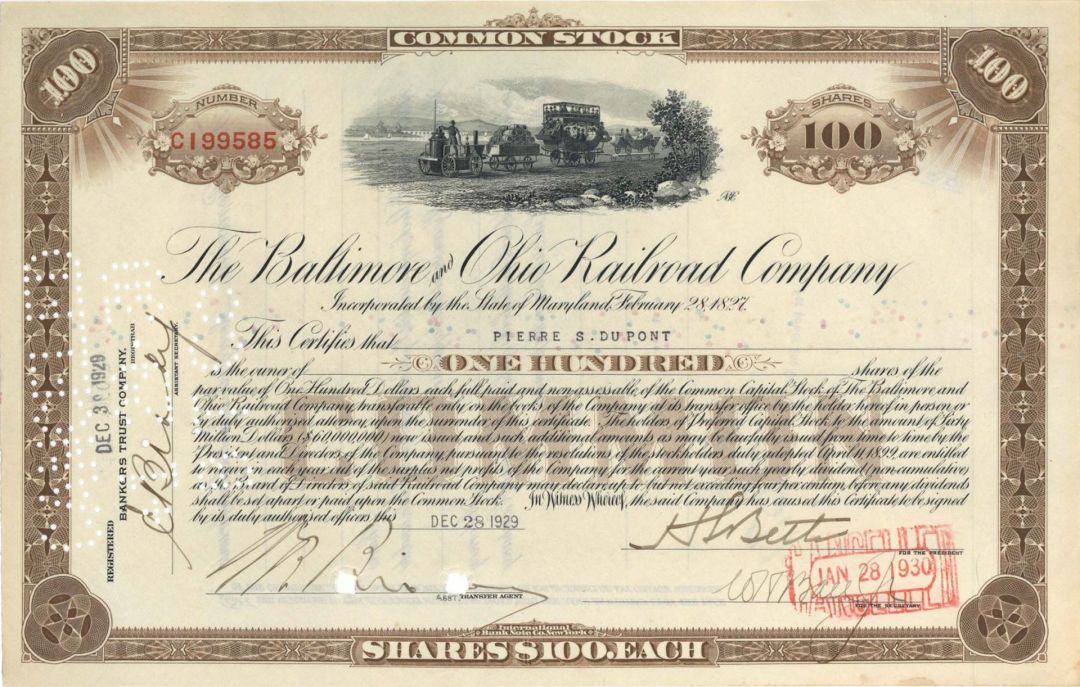 COMMON STOCK
100
100
NUMBER
C199585
SHARES
100
The Baltimore and Ohio Railroad Company
Incorporated by the State of Maryland, February 28, 1827.
This Certifies that PIERRE S. DUPONT
is the owner of ONE HUNDRED shares of the
par value of One Hundred Dollars each, full paid and non-assessable, of the Common Capital Stock of The Baltimore and
Ohio Railroad Company, transferable only on the books of the Company at its transfer office by the holder hereof in person or
by duly authorized attorney, upon the surrender of this certificate. The holders of Preferred Capital Stock to the amount of Sixty
Million Dollars ($60,000,000) now issued and such additional amounts as may be lawfully issued from time to time by the
President and Directors of the Company, pursuant to the resolution of the stockholders duly adopted April 11, 1899, are entitled
to receive in each year out of the surplus net profits of the Company for the current year such yearly dividend (non-cumulative)
as the Board of Directors of said Railroad Company may declare, up to but not exceeding four per centum, before any dividends
shall be set apart or paid upon the Common Stock. In Witness Whereof, the said Company has caused this Certificate to be signed
by its duly authorized officers this DEC 28 1929
FOR THE PRESIDENT
JAN 28 1930
FOR THE SECRETARY
TRANSFER AGENT
REGISTERED DEC 30 1929
BANKERS TRUST COMPANY,
REGISTRAR
ASSISTANT SECRETARY.
International
Bank Note Co. New York
SHARES $100. EACH